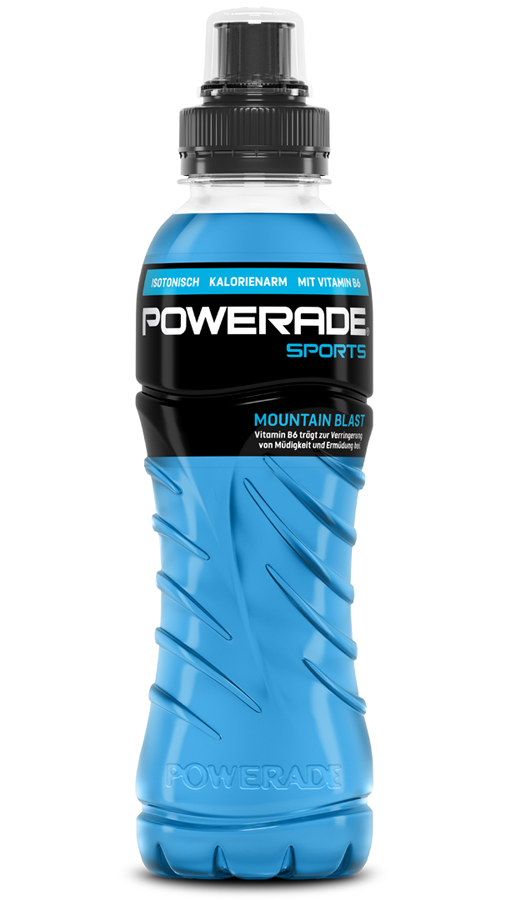 ISOTONISCH KALORIENARM MIT VITAMIN B6
POWERADE®
SPORTS
MOUNTAIN BLAST
Vitamin B6 trägt zur Verringerung
von Müdigkeit und Ermüdung bei.
POWERADE